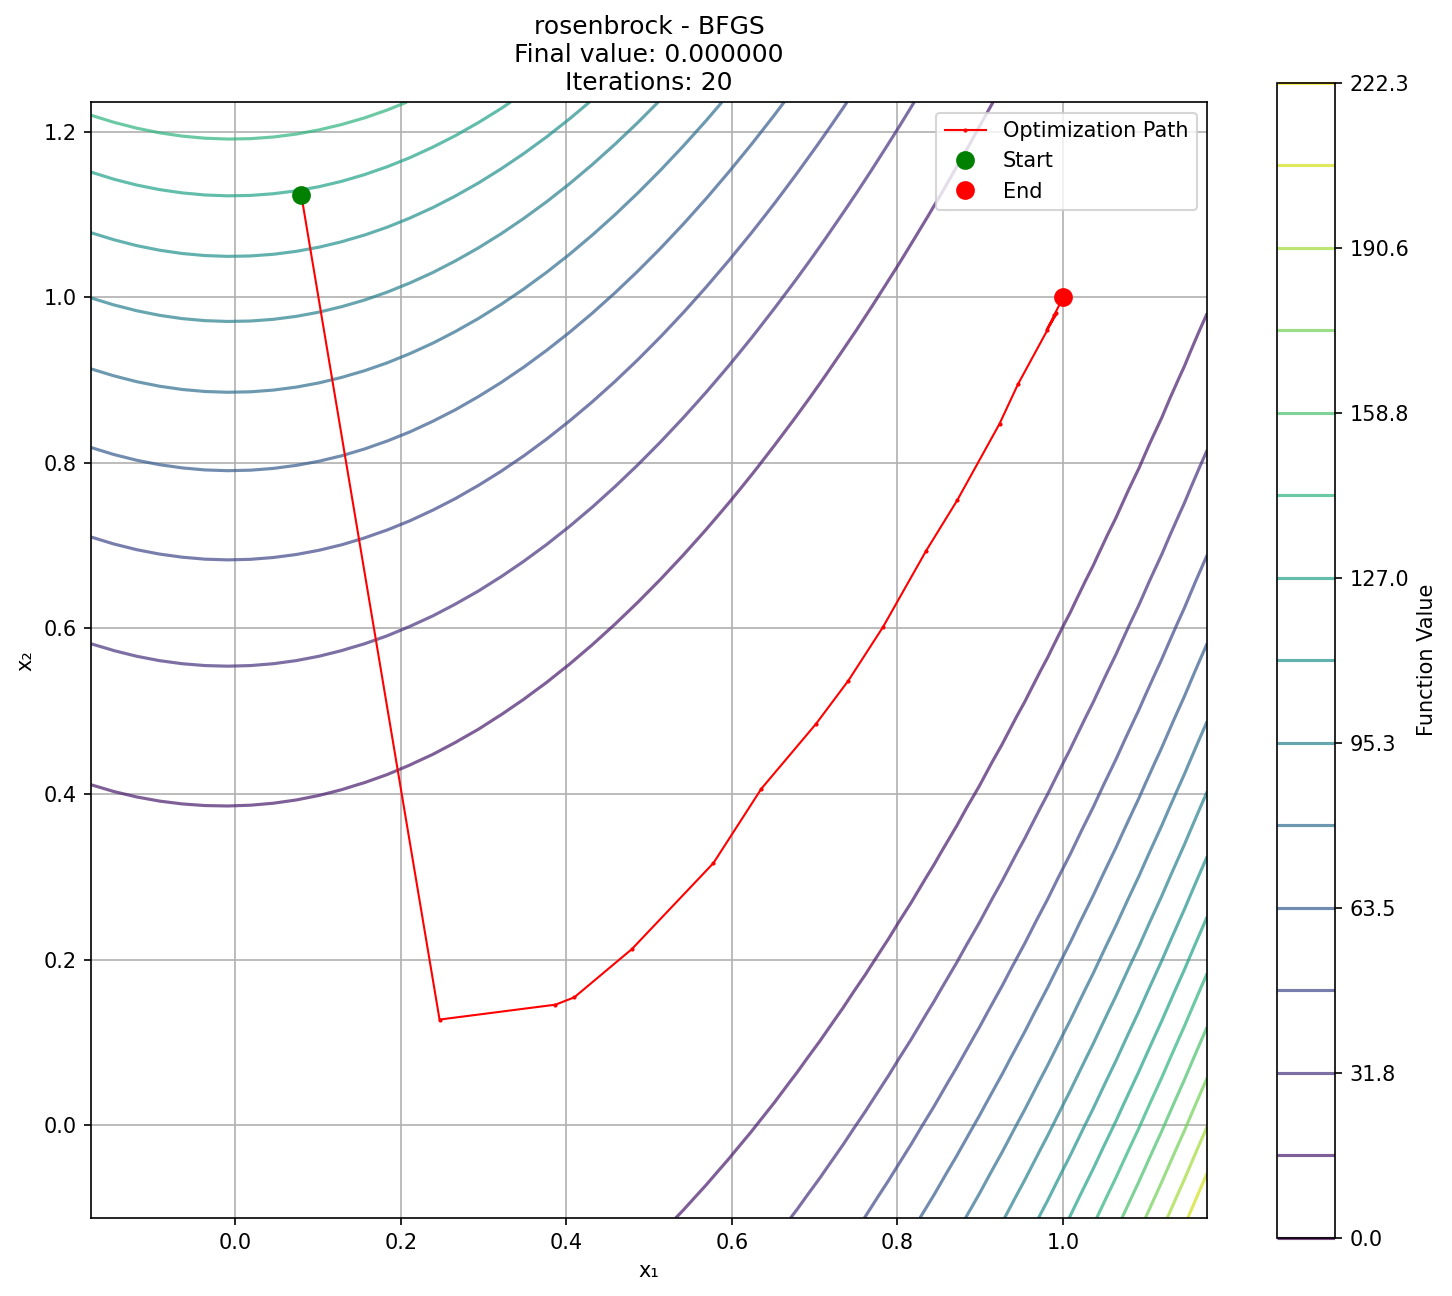 rosenbrock - BFGS
Final value: 0.000000
Iterations: 20
Optimization Path
Start
End
1.2
1.0
0.8
0.6
0.4
0.2
0.0
x₂
0.0
0.2
0.4
0.6
0.8
1.0
x₁
222.3
190.6
158.8
127.0
95.3
63.5
31.8
0.0
Function Value